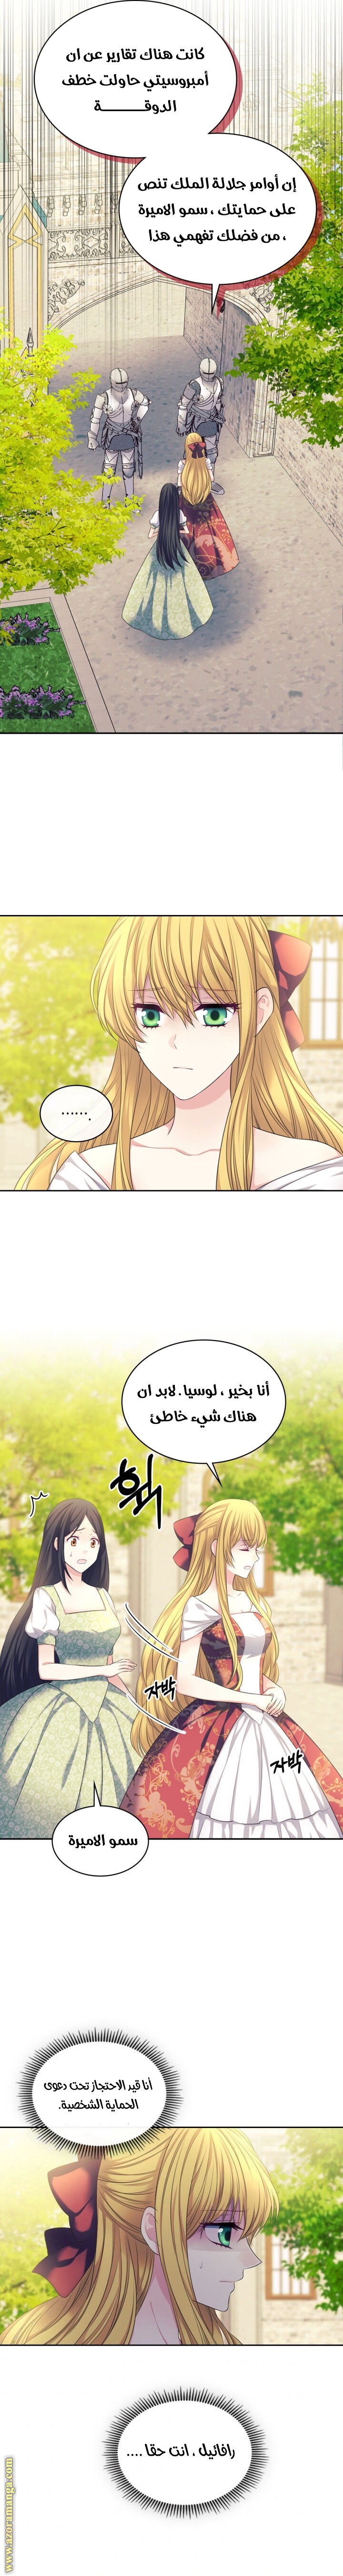 كانت هناك تقارير عن ان
أمبروسيتي حاولت خطف
الدوقـــــــة
إن أوامر جلالة الملك تنص
على حمايتك ، سمو الاميرة
، من فضلك تفهمي هذا
.......
أنا بخير ، لوسيا . لابد ان
هناك شيء خاطئ
홱
자박
자박
سمو الاميرة
أنا قيد الاحتجاز تحت دعوى
الحماية الشخصية.
رافائيل ، انت حقا ....
www.azoramanga.com